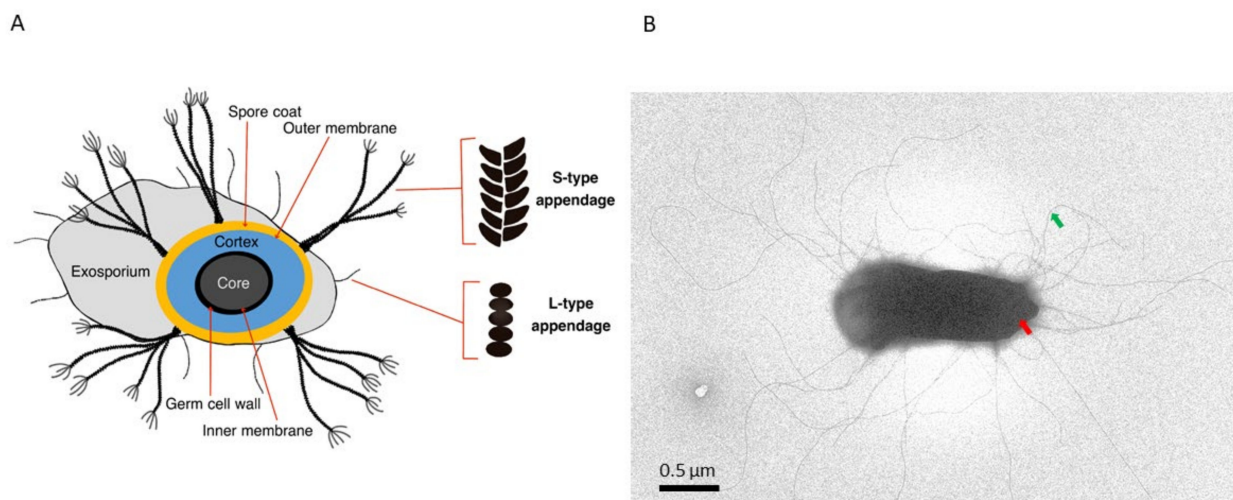 A
B
Spore coat
Outer membrane
S-type
appendage
Cortex
Exosporium
Core
L-type
appendage
Germ cell wall
Inner membrane
0.5 µm